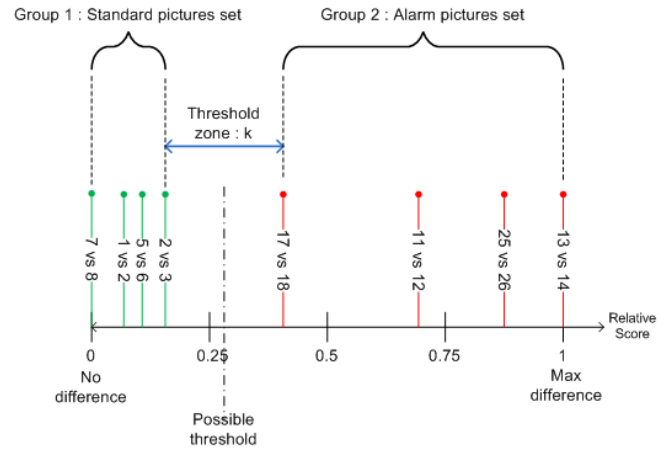 Group 1 : Standard pictures set
Group 2 : Alarm pictures set
Threshold
zone : k
7 vs 8
1 vs 2
5 vs 6
2 vs 3
17 vs 18
11 vs 12
25 vs 26
13 vs 14
Relative
Score
0
0.25
0.5
0.75
1
No
difference
Max
difference
Possible
threshold